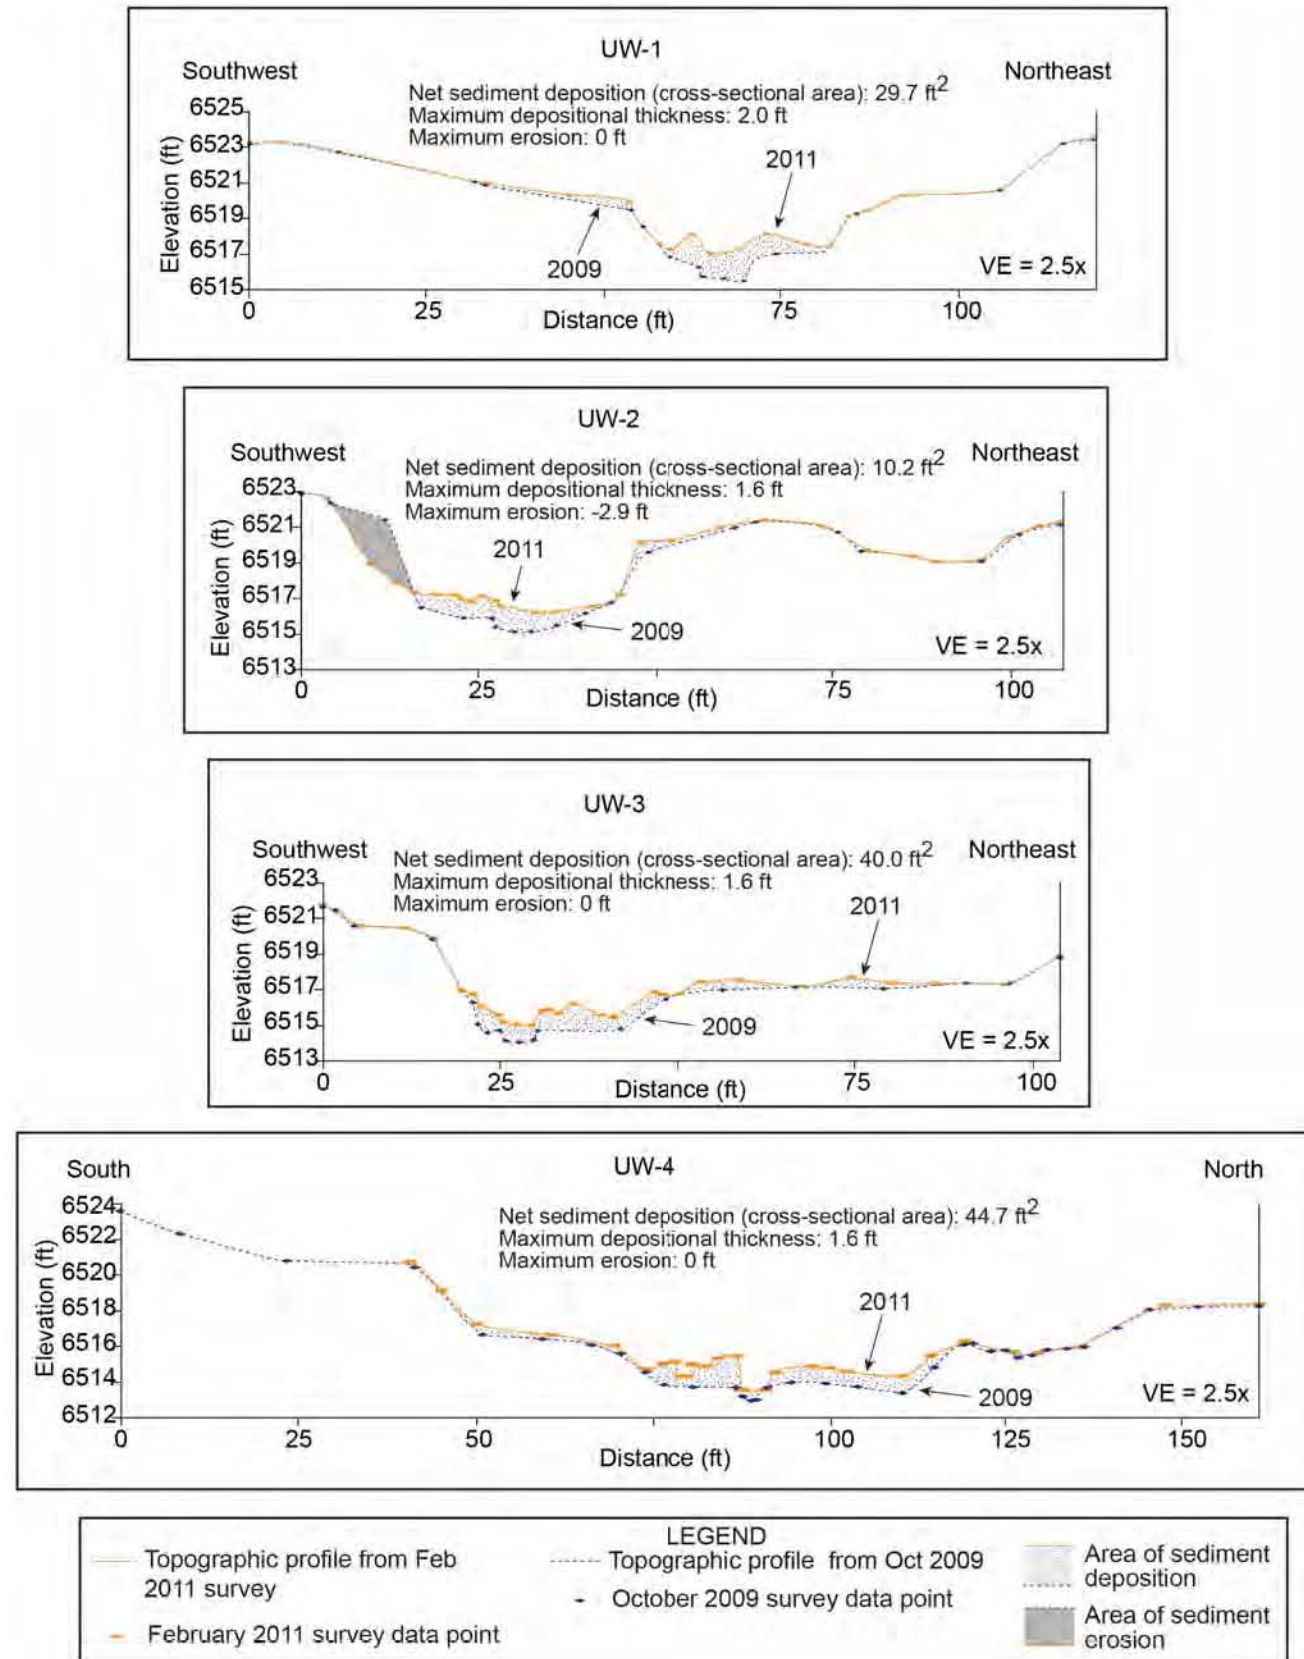 UW-1
Southwest
Northeast
Net sediment deposition (cross-sectional area): 29.7 ft2
Maximum depositional thickness: 2.0 ft
Maximum erosion: 0 ft
Elevation (ft)
6525
6523
6521
6519
6517
6515
2011
2009
VE = 2.5x
0
25
75
100
Distance (ft)
UW-2
Southwest
Northeast
Net sediment deposition (cross-sectional area): 10.2 ft2
Maximum depositional thickness: 1.6 ft
Maximum erosion: -2.9 ft
Elevation (ft)
6523
6521
6519
6517
6515
6513
2011
2009
VE = 2.5x
0
25
75
100
Distance (ft)
UW-3
Southwest
Northeast
Net sediment deposition (cross-sectional area): 40.0 ft2
Maximum depositional thickness: 1.6 ft
Maximum erosion: 0 ft
Elevation (ft)
6523
6521
6519
6517
6515
6513
2011
2009
VE = 2.5x
0
25
75
100
Distance (ft)
UW-4
South
North
Net sediment deposition (cross-sectional area): 44.7 ft2
Maximum depositional thickness: 1.6 ft
Maximum erosion: 0 ft
Elevation (ft)
6524
6522
6520
6518
6516
6514
6512
2011
2009
VE = 2.5x
0
25
50
100
125
150
Distance (ft)
LEGEND
Topographic profile from Feb
2011 survey
February 2011 survey data point
Topographic profile from Oct 2009
October 2009 survey data point
Area of sediment
deposition
Area of sediment
erosion